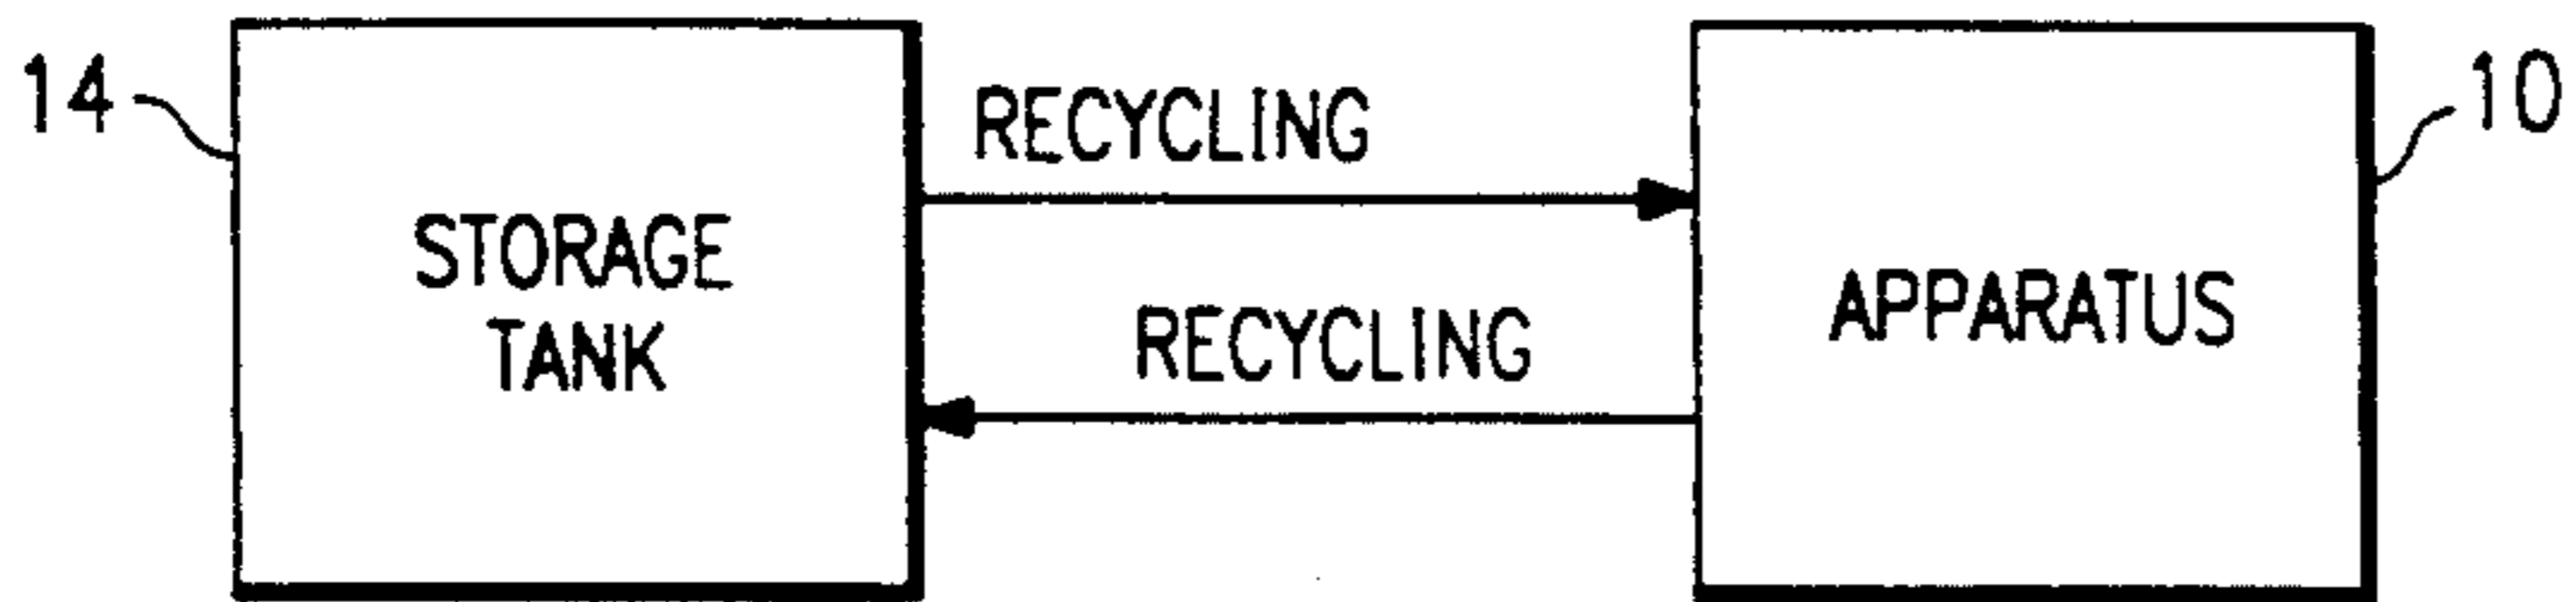 14
STORAGE
TANK
RECYCLING
RECYCLING
APPARATUS
10